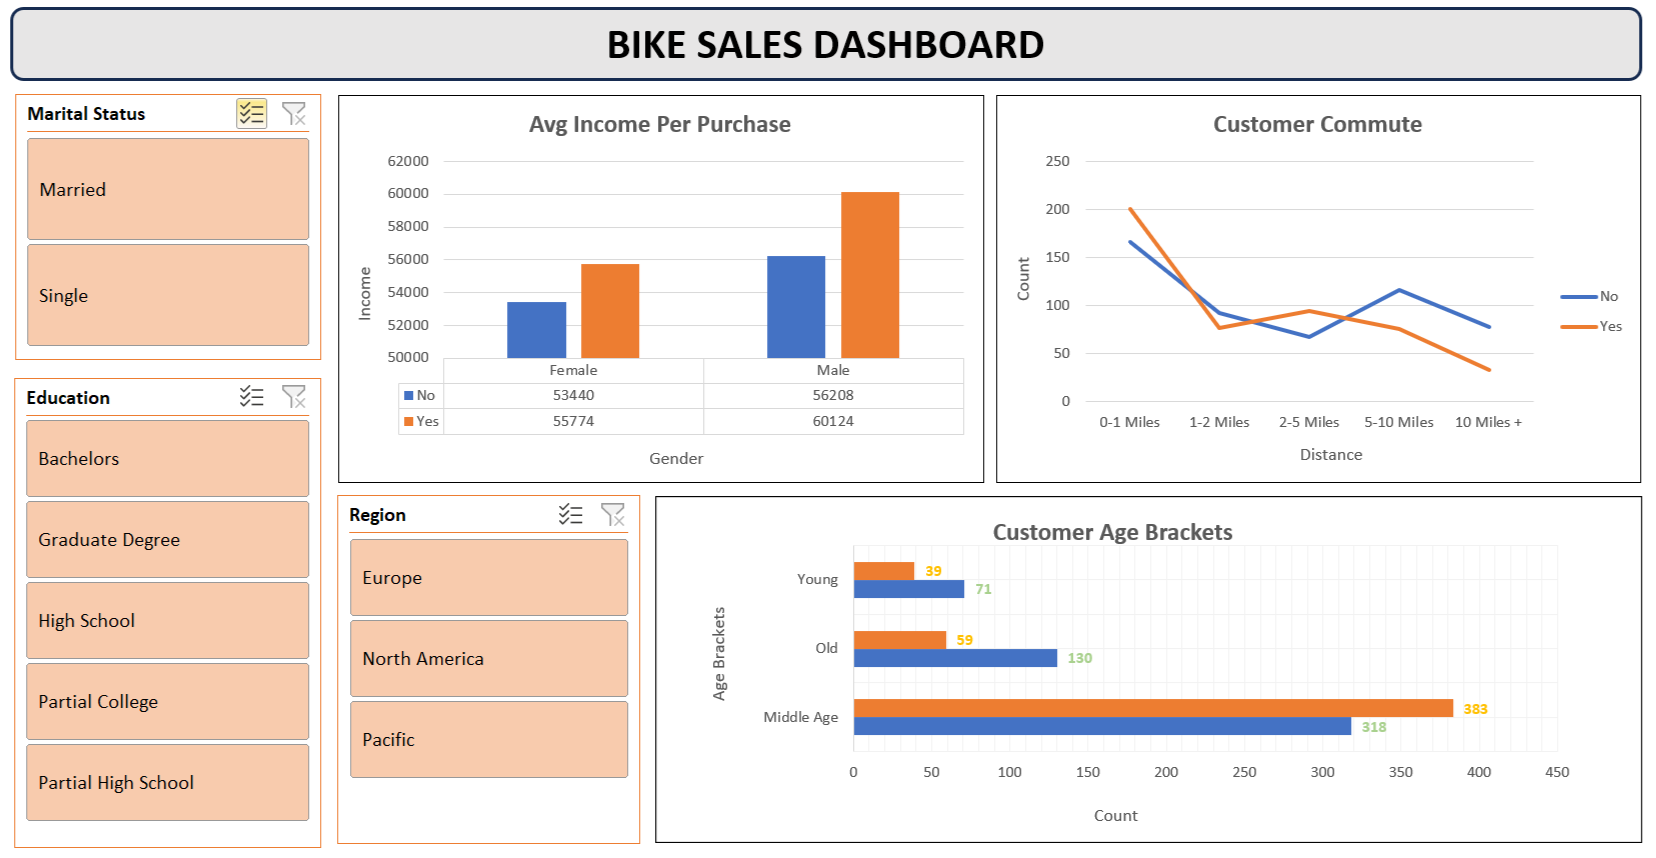 BIKE SALES DASHBOARD
Marital Status
Married
Single
Education
Bachelors
Graduate Degree
High School
Partial College
Partial High School
Avg Income Per Purchase
62000
60000
58000
56000
54000
52000
50000
Income
Female Male
No 53440 56208
Yes 55774 60124
Gender
Customer Commute
250
200
150
100
50
0
Count
0-1 Miles 1-2 Miles 2-5 Miles 5-10 Miles 10 Miles +
Distance
No
Yes
Region
Europe
North America
Pacific
Customer Age Brackets
Age Brackets
Young
39
71
Old
59
130
Middle Age
383
318
0 50 100 150 200 250 300 350 400 450
Count